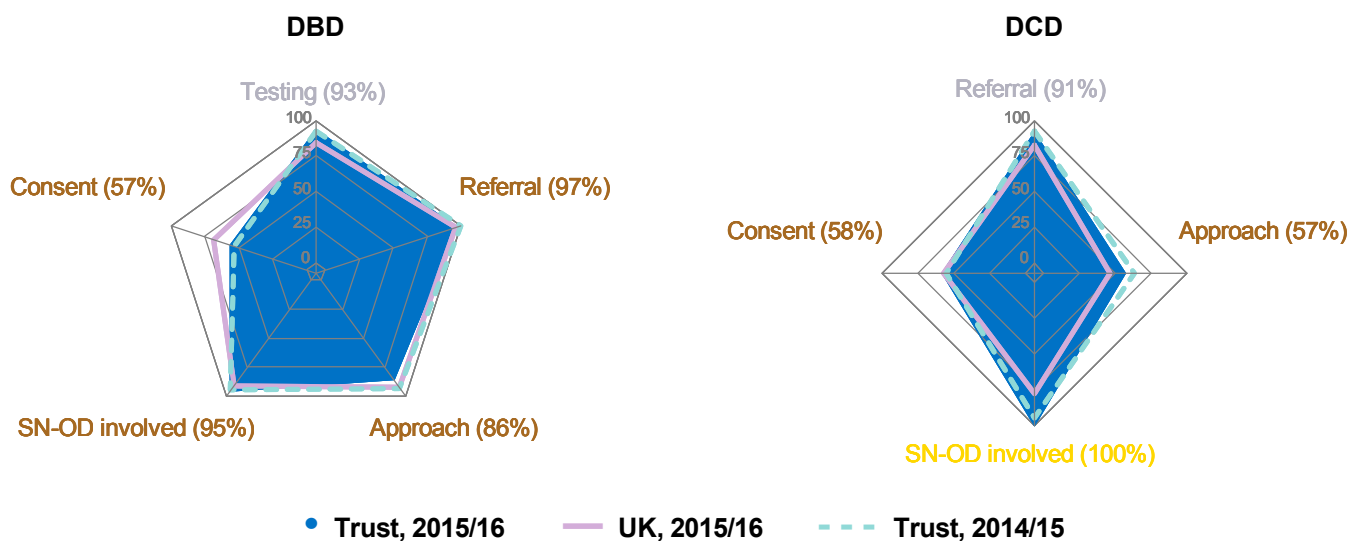 DBD
Testing (93%)
100
75
50
25
0
Consent (57%)
Referral (97%)
SN-OD involved (95%)
Approach (86%)
DCD
Referral (91%)
100
75
50
25
0
Consent (58%)
Approach (57%)
SN-OD involved (100%)
Trust, 2015/16
UK, 2015/16
Trust, 2014/15